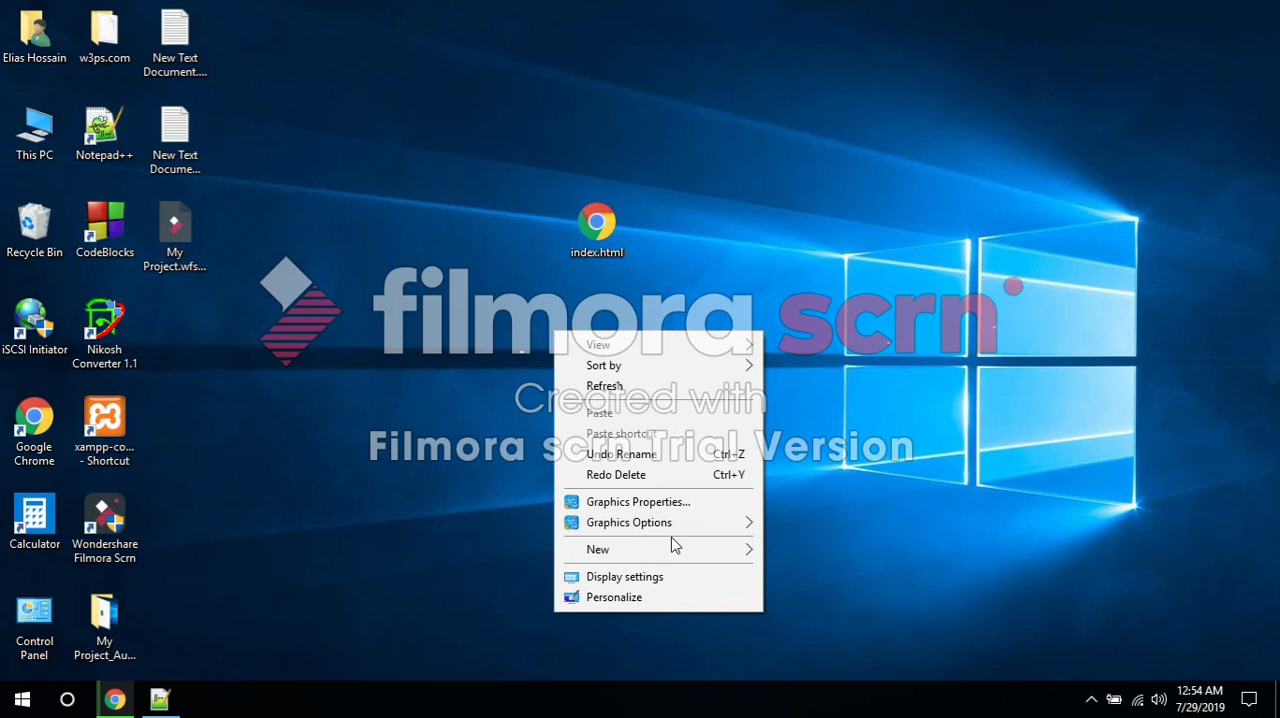 Elias Hossain
w3ps.com
New Text
Document....
This PC
Notepad++
New Text
Docume...
Recycle Bin
CodeBlocks
My
Project.wfs...
iSCSI Initiator
Nikosh
Converter 1.1
Google
Chrome
xampp-co...
- Shortcut
Calculator
Wondershare
Filmora Scrn
Control
Panel
My
Project_Au...
index.html
filmora scrn
Created with
Filmora scrn Trial Version
View
Sort by
Refresh
Paste
Paste shortcut
Undo Rename Ctrl+Z
Redo Delete Ctrl+Y
Graphics Properties...
Graphics Options
New
Display settings
Personalize
12:54 AM
7/29/2019